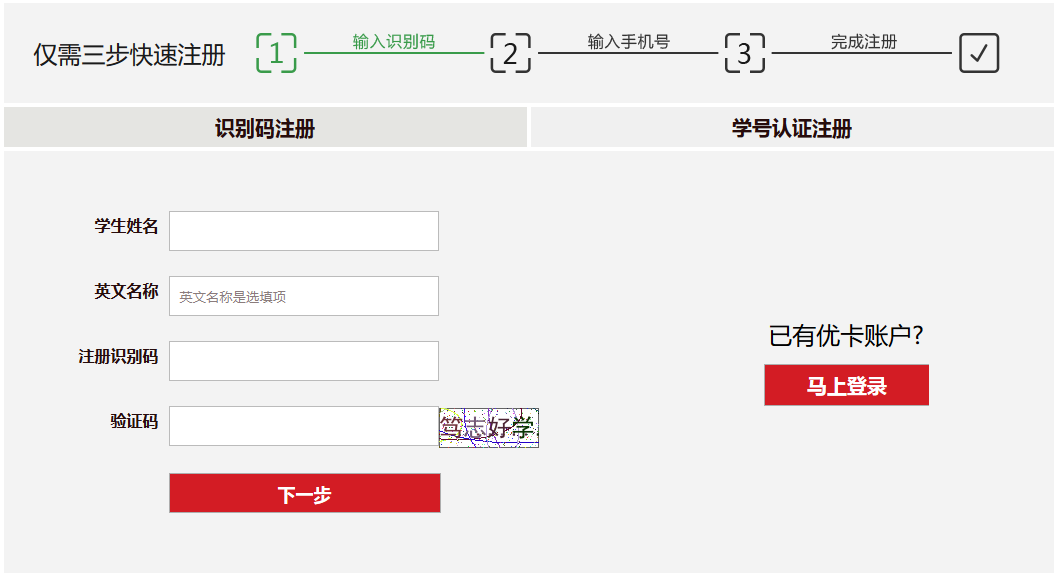 仅需三步快速注册 1 输入识别码 2 输入手机号 3 完成注册
识别码注册 学号认证注册
学生姓名
英文名称 英文名称是选填项
注册识别码
验证码 笃志好学
下一步
已有优卡账户?
马上登录